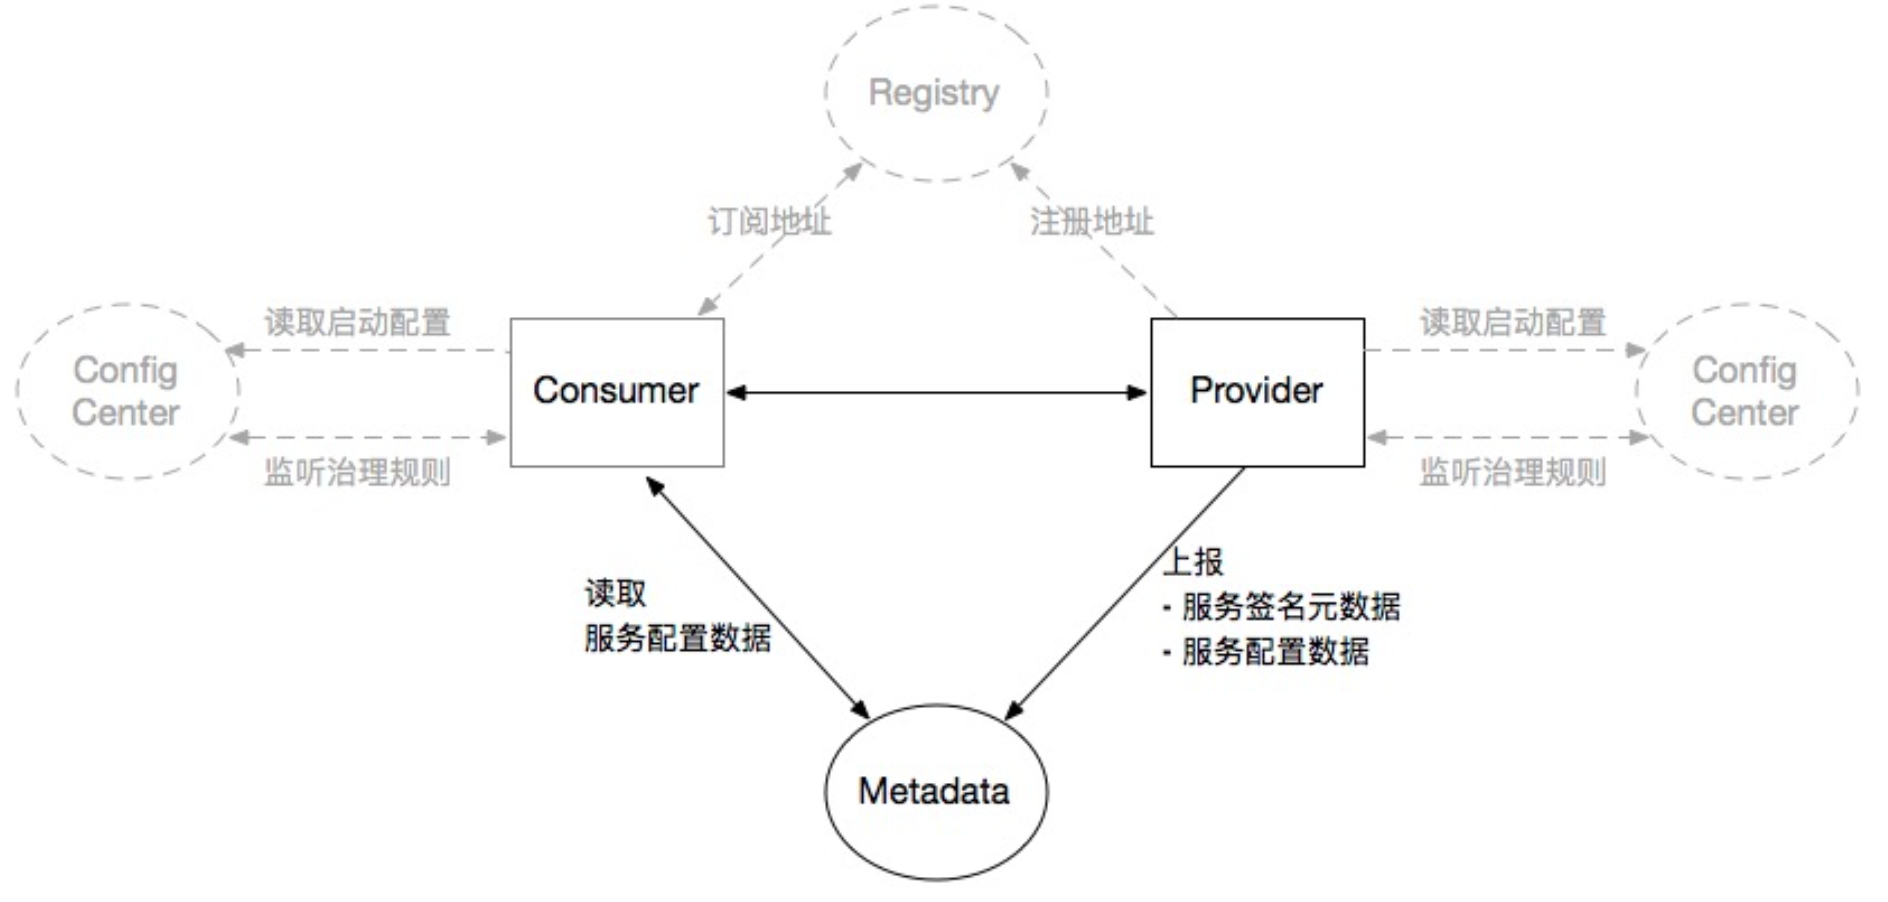 Registry
订阅地址
注册地址
读取启动配置
读取启动配置
Config
Center
Consumer
Provider
Config
Center
监听治理规则
监听治理规则
读取
服务配置数据
上报
- 服务签名元数据
- 服务配置数据
Metadata